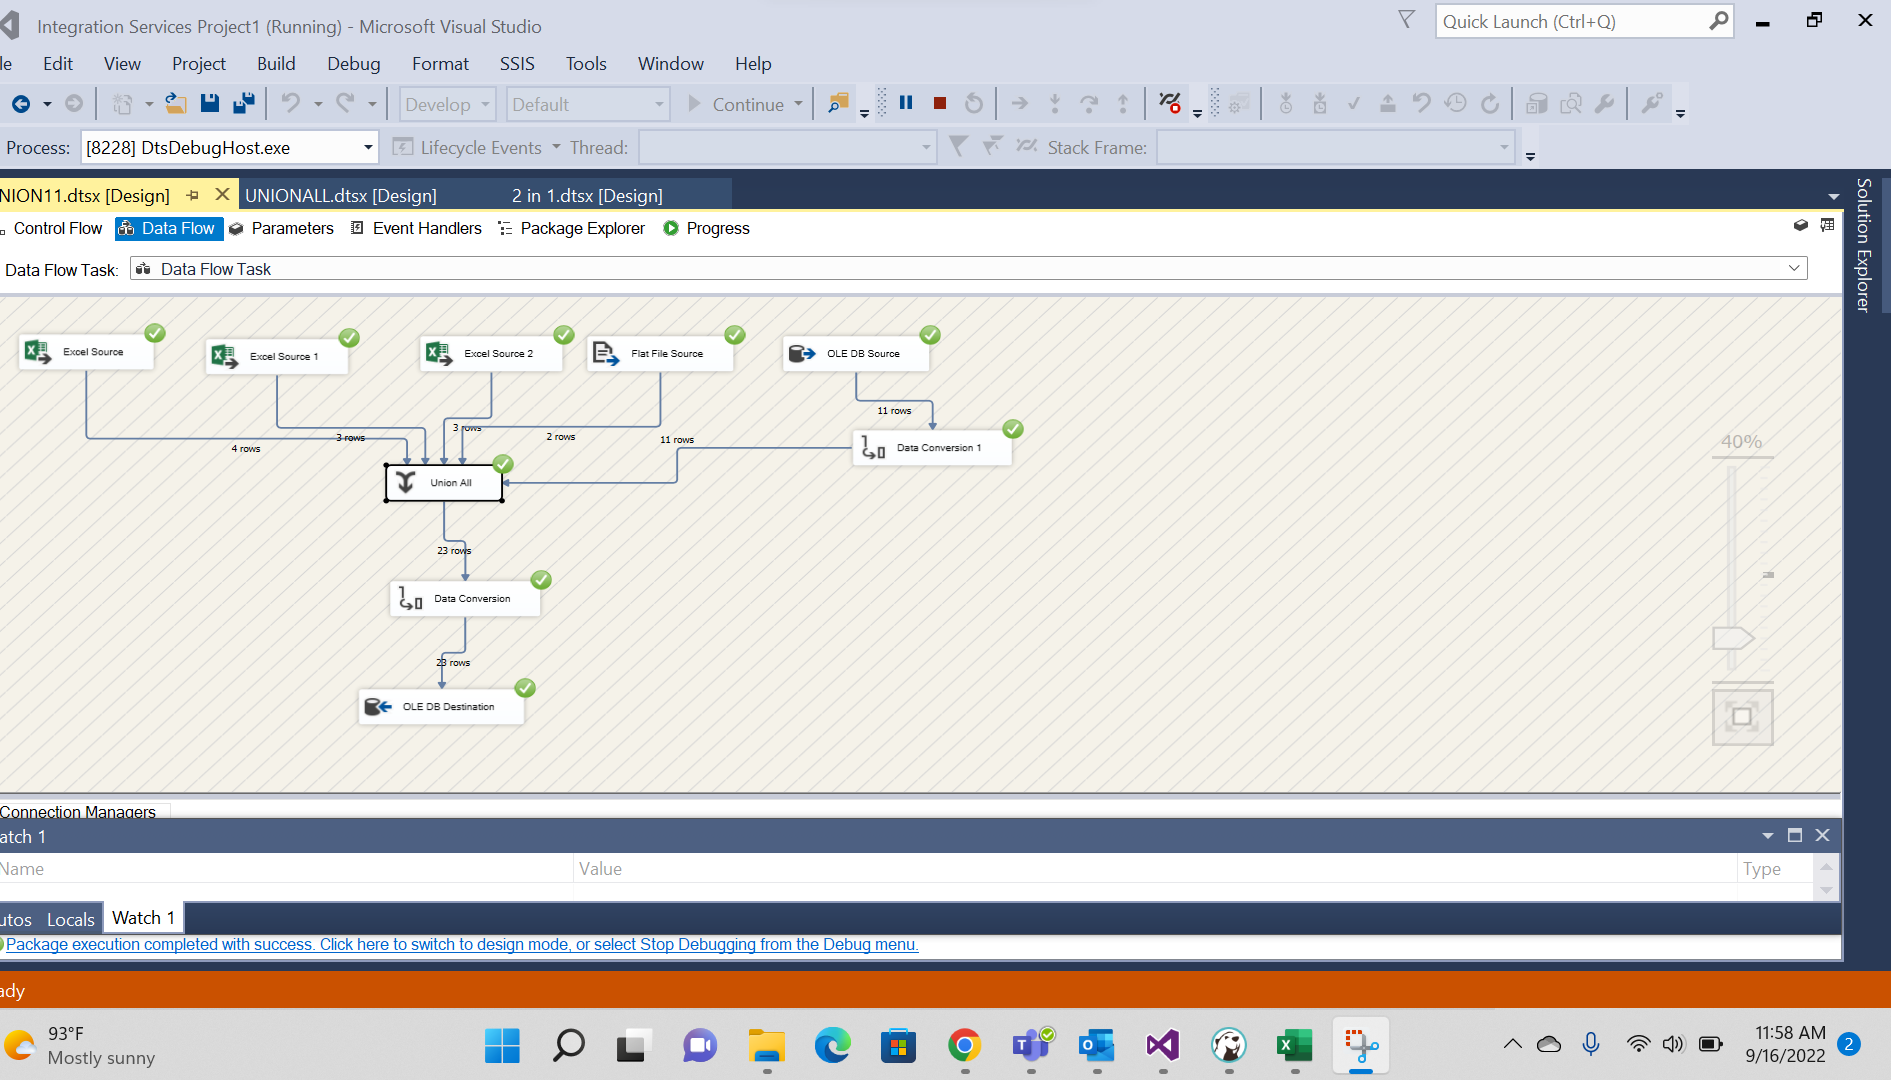 Integration Services Project1 (Running) - Microsoft Visual Studio
Quick Launch (Ctrl+Q)
le Edit View Project Build Debug Format SSIS Tools Window Help
Develop Default Continue
Process: [8228] DtsDebugHost.exe Lifecycle Events Thread: Stack Frame:
NION11.dtsx [Design] UNIONALL.dtsx [Design] 2 in 1.dtsx [Design]
Solution Explorer
Control Flow Data Flow Parameters Event Handlers Package Explorer Progress
Data Flow Task: Data Flow Task
Excel Source
Excel Source 1
Excel Source 2
Flat File Source
OLE DB Source
11 rows
3 rows
3 rows
2 rows
11 rows
4 rows
Data Conversion 1
40%
Union All
23 rows
Data Conversion
23 rows
OLE DB Destination
Connection Managers
atch 1
Name Value Type
utos Locals Watch 1
Package execution completed with success. Click here to switch to design mode, or select Stop Debugging from the Debug menu.
ady
93°F
Mostly sunny
11:58 AM
9/16/2022
2